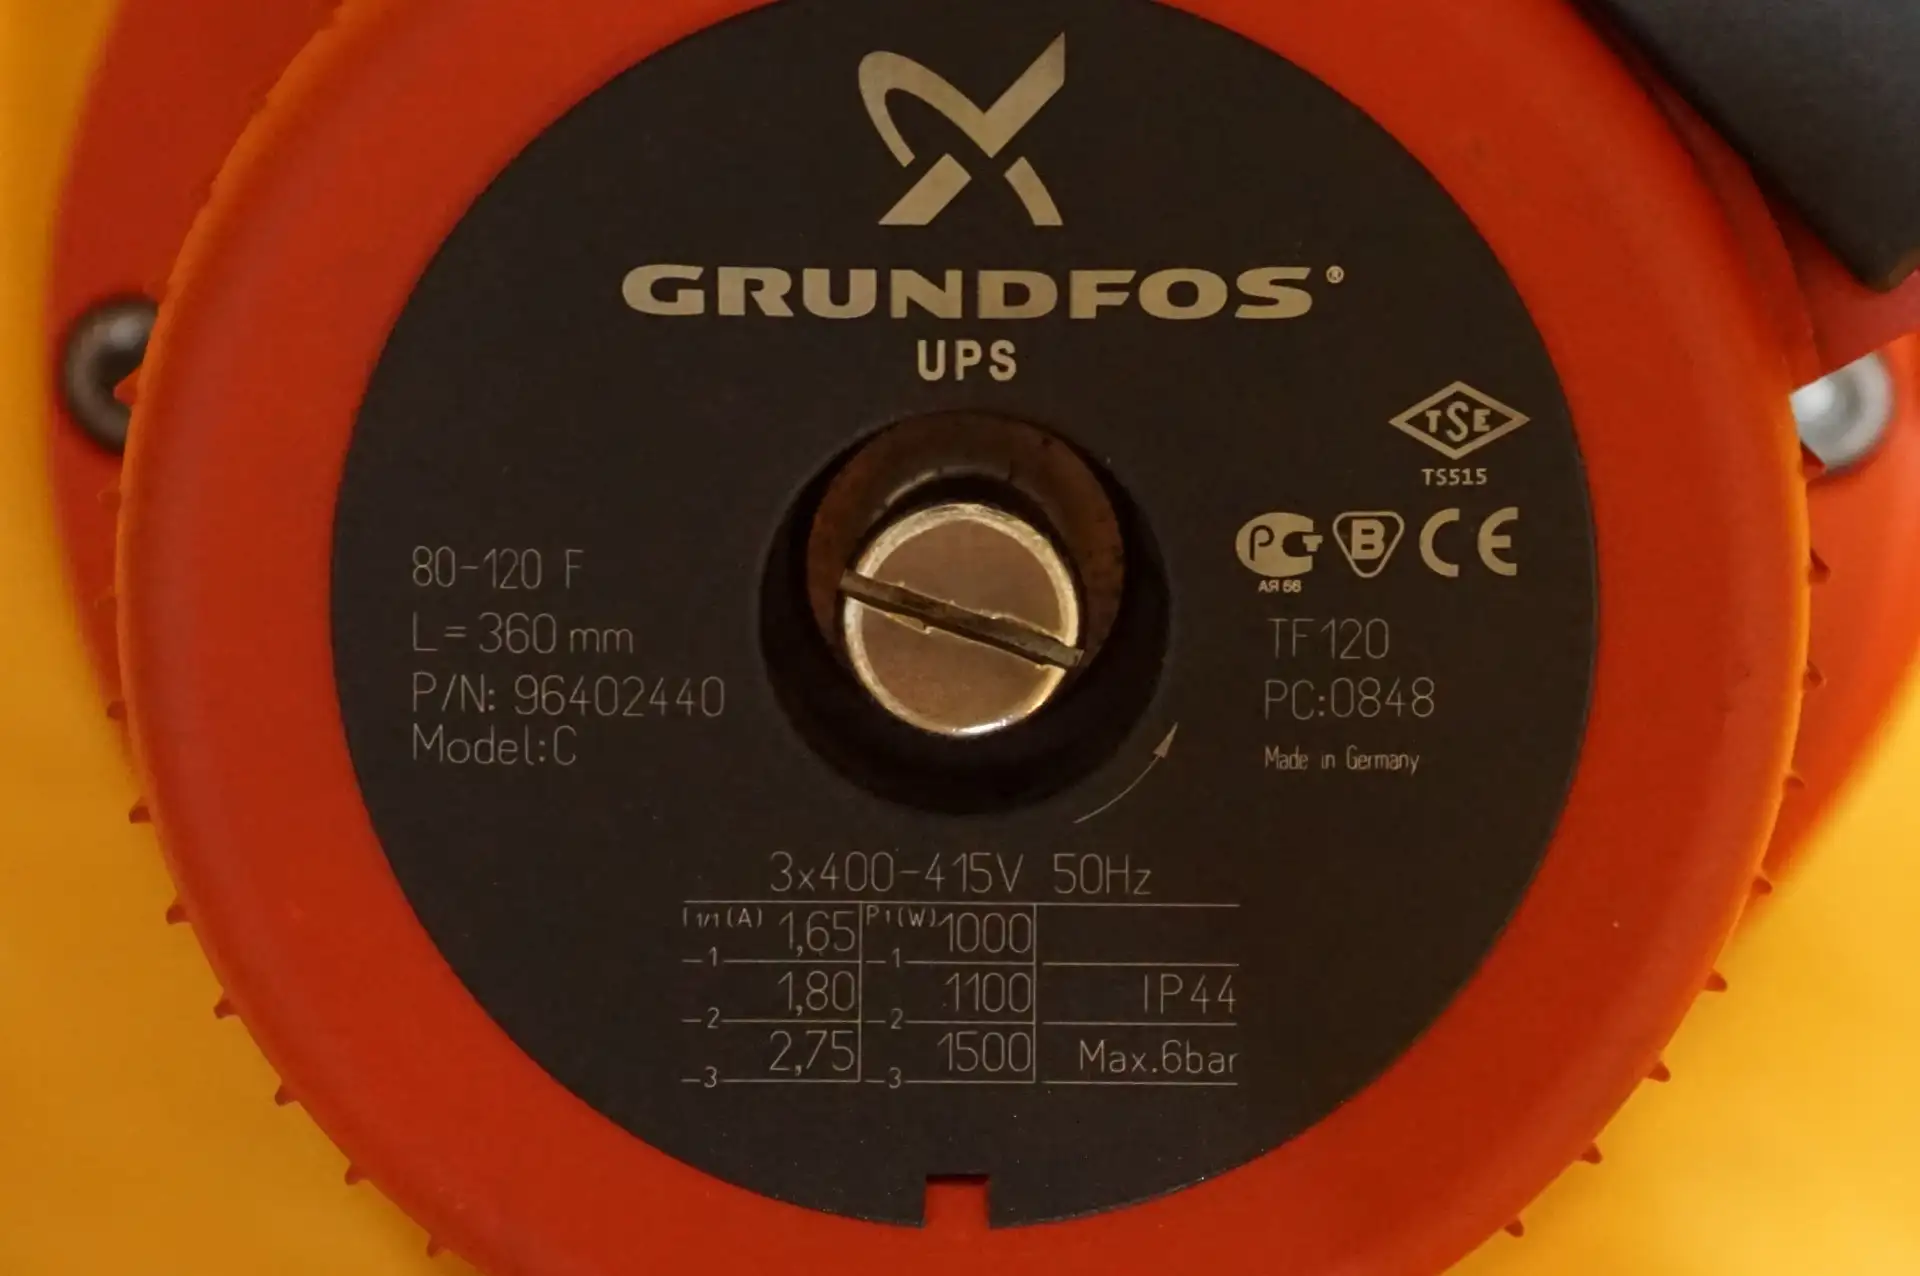 GRUNDFOS®
UPS
TSE
TS515
80-120 F
L=360 mm
P/N: 96402440
Model:C
PCT B CE
АЯ 56
TF120
PC:0848
Made in Germany
3x400-415V 50Hz
I 1/1 (A) 1,65 P1(W) 1000
-1 -1
1,80 1100 IP44
-2 -2
2,75 1500 Max.6bar
-3 -3